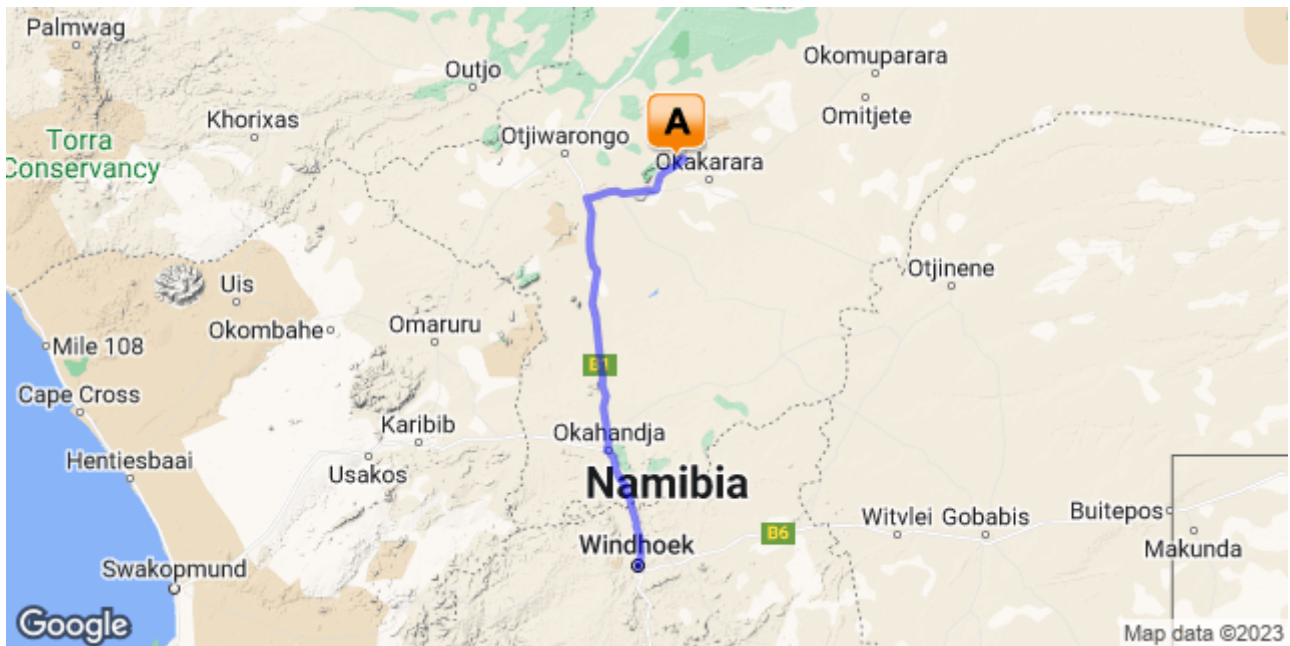 Palmwag
Okomuparara
Outjo
Omitjete
Khorixas
A
Otjiwarongo
Torra
Conservancy
Okakarara
Otjinene
Uis
Okombahe
Omaruru
Mile 108
B1
Cape Cross
Karibib
Okahandja
Hentiesbaai
Usakos
Namibia
Witvlei
Gobabis
Buitepos
B6
Windhoek
Makunda
Swakopmund
Google
Map data ©2023